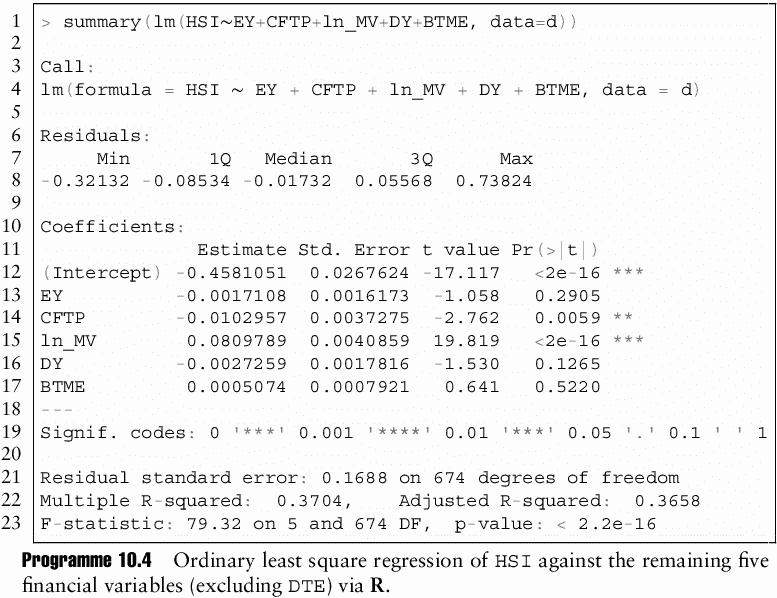 1 > summary(lm(HSI~EY+CFTP+ln_MV+DY+BTME, data=d))
2
3 Call:
4 lm(formula = HSI ~ EY + CFTP + ln_MV + DY + BTME, data = d)
5
6 Residuals:
7 Min 1Q Median 3Q Max
8 -0.32132 -0.08534 -0.01732 0.05568 0.73824
9
10 Coefficients:
11 Estimate Std. Error t value Pr(>|t|)
12 (Intercept) -0.4581051 0.0267624 -17.117 <2e-16 ***
13 EY -0.0017108 0.0016173 -1.058 0.2905
14 CFTP -0.0102957 0.0037275 -2.762 0.0059 **
15 ln_MV 0.0809789 0.0040859 19.819 <2e-16 ***
16 DY -0.0027259 0.0017816 -1.530 0.1265
17 BTME 0.0005074 0.0007921 0.641 0.5220
18 ---
19 Signif. codes: 0 '***' 0.001 '****' 0.01 '***' 0.05 '.' 0.1 ' ' 1
20
21 Residual standard error: 0.1688 on 674 degrees of freedom
22 Multiple R-squared: 0.3704, Adjusted R-squared: 0.3658
23 F-statistic: 79.32 on 5 and 674 DF, p-value: < 2.2e-16
Programme 10.4 Ordinary least square regression of HSI against the remaining five
financial variables (excluding DTE) via R.